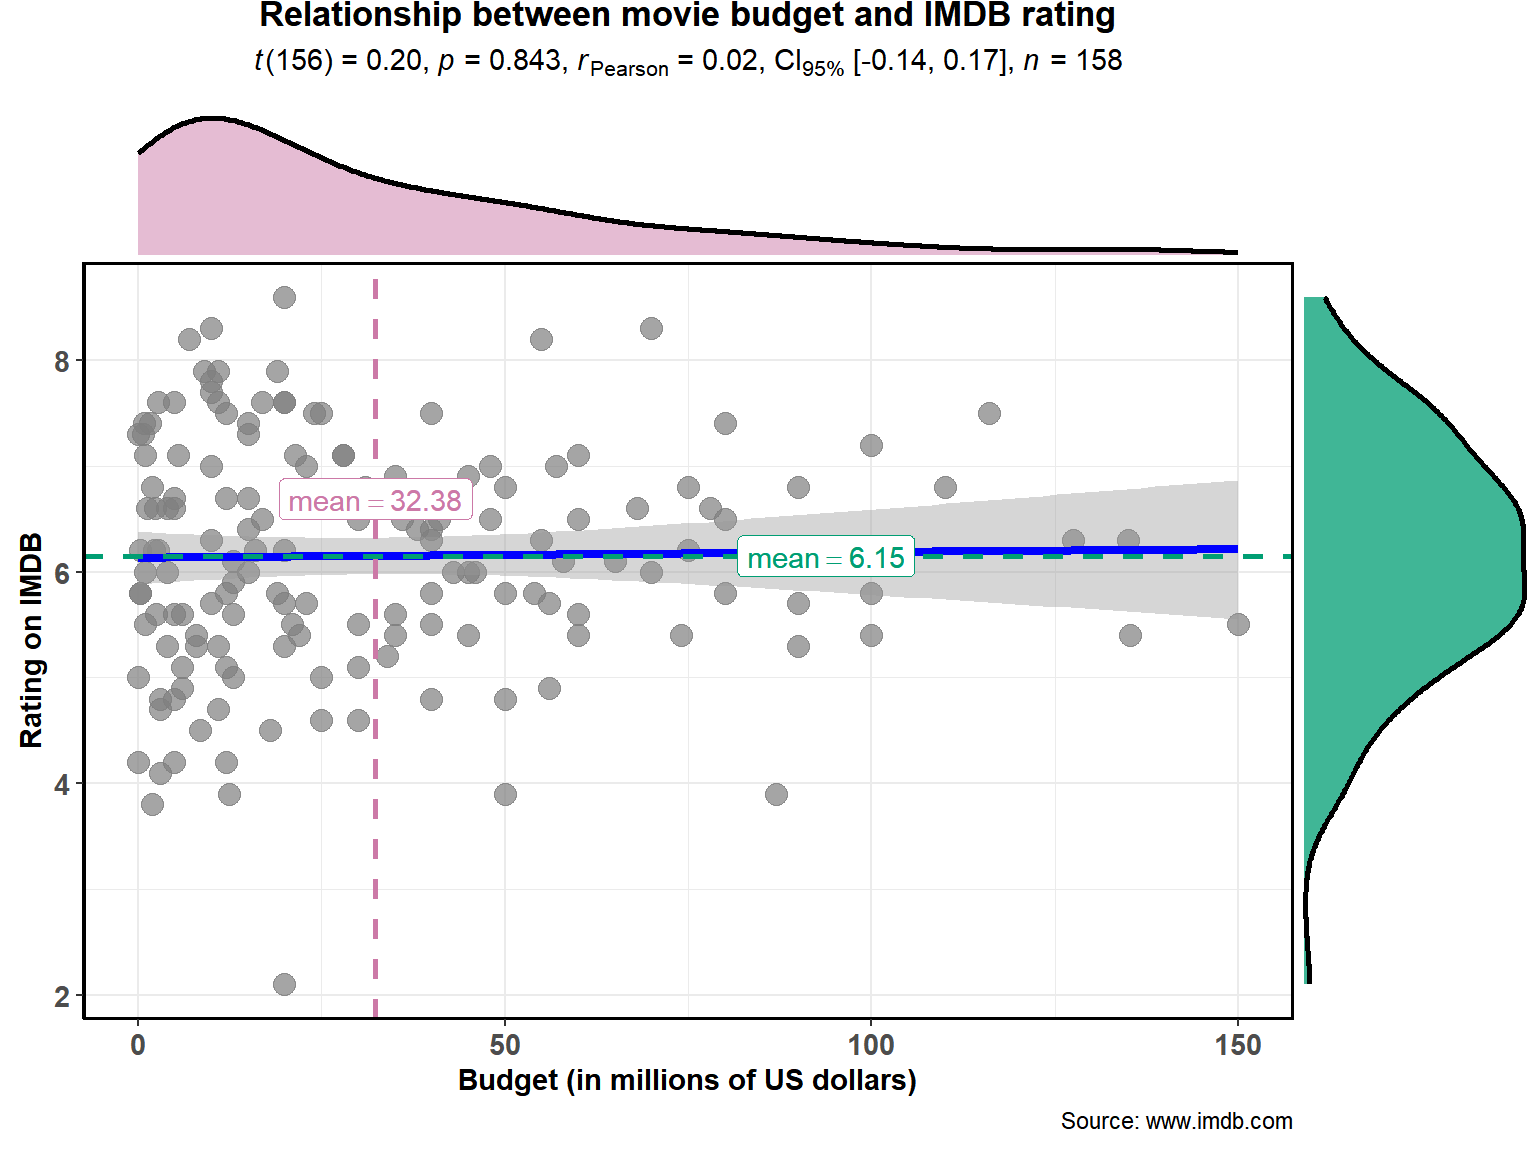 Relationship between movie budget and IMDB rating
t(156) = 0.20, p = 0.843, rPearson = 0.02, CI95% [-0.14, 0.17], n = 158
8
6
4
2
Rating on IMDB
mean = 32.38
mean = 6.15
0 50 100 150
Budget (in millions of US dollars)
Source: www.imdb.com